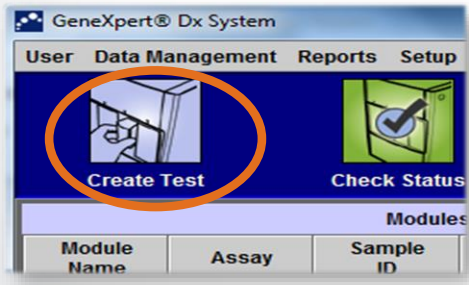 GeneXpert® Dx System
User Data Management Reports Setup
Create Test Check Status
Modules
Module Name Assay Sample ID